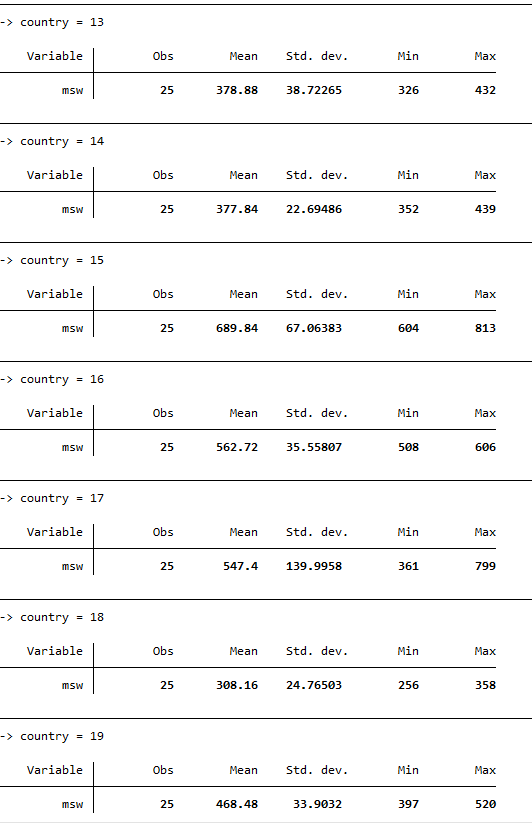 -> country = 13
Variable Obs Mean Std. dev. Min Max
msw 25 378.88 38.72265 326 432
-> country = 14
Variable Obs Mean Std. dev. Min Max
msw 25 377.84 22.69486 352 439
-> country = 15
Variable Obs Mean Std. dev. Min Max
msw 25 689.84 67.06383 604 813
-> country = 16
Variable Obs Mean Std. dev. Min Max
msw 25 562.72 35.55807 508 606
-> country = 17
Variable Obs Mean Std. dev. Min Max
msw 25 547.4 139.9958 361 799
-> country = 18
Variable Obs Mean Std. dev. Min Max
msw 25 308.16 24.76503 256 358
-> country = 19
Variable Obs Mean Std. dev. Min Max
msw 25 468.48 33.9032 397 520